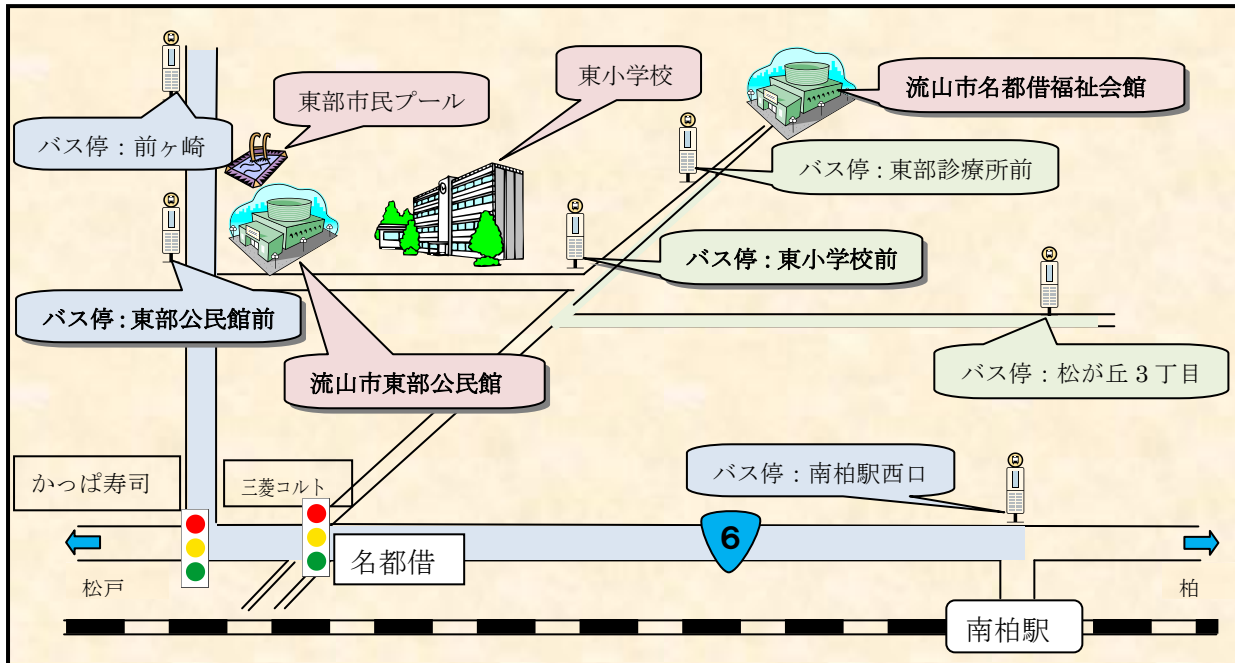 東小学校
流山市名都借福祉会館
東部市民プール
バス停：前ヶ崎
バス停：東部診療所前
バス停：東小学校前
バス停：東部公民館前
流山市東部公民館
バス停：松が丘３丁目
かっぱ寿司
三菱コルト
バス停：南柏駅西口
6
名都借
松戸
柏
南柏駅